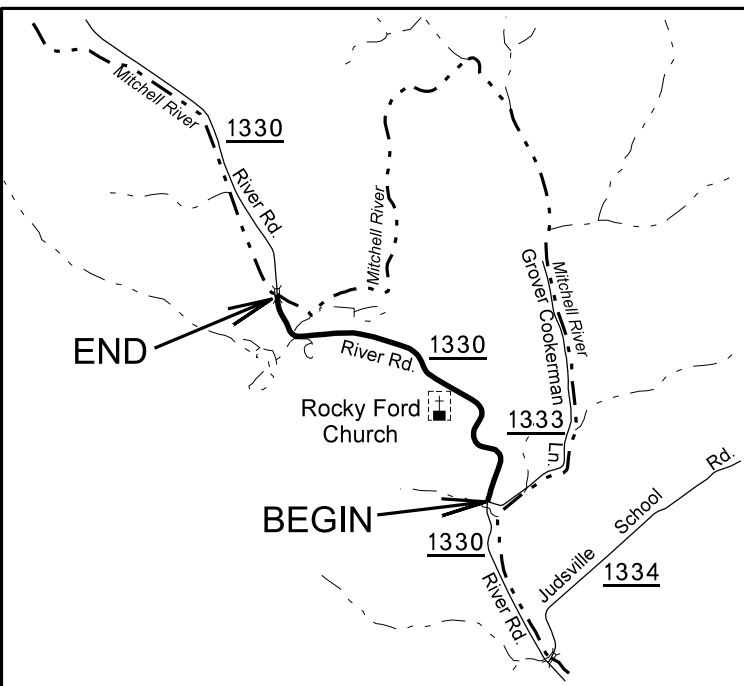 Mitchell River
1330
River Rd.
Mitchell River
Mitchell River
Grover Cookerman
Ln.
END
1330
River Rd.
Rocky Ford
Church
1333
BEGIN
1330
River Rd.
Judsville School Rd.
1334